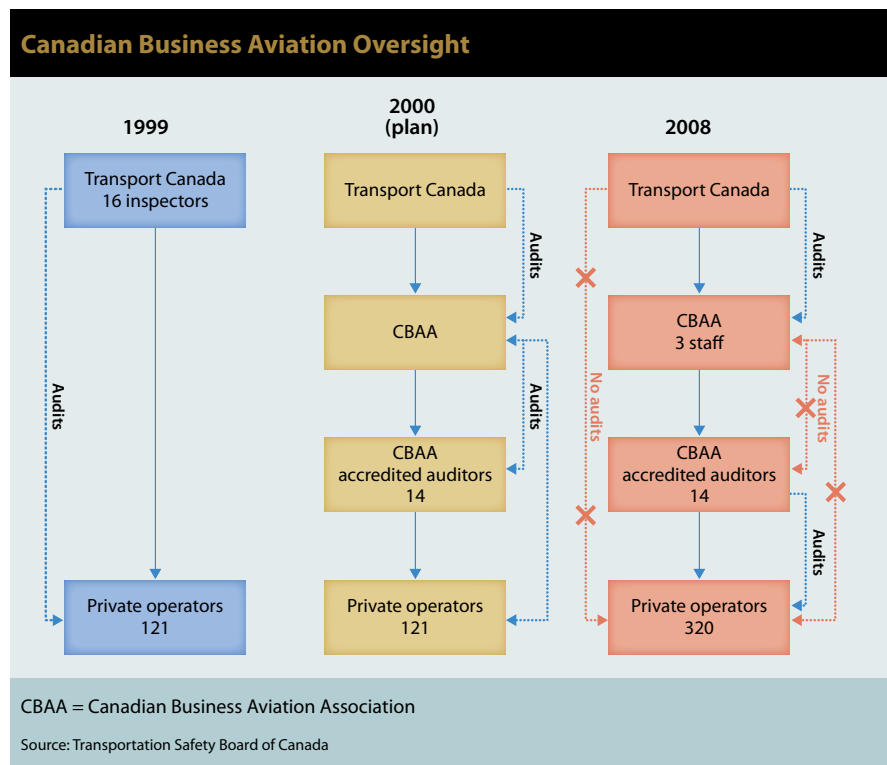 Canadian Business Aviation Oversight
1999
Transport Canada
16 inspectors
Audits
Private operators
121
2000
(plan)
Transport Canada
Audits
CBAA
Audits
CBAA
accredited auditors
14
Private operators
121
2008
Transport Canada
Audits
CBAA
3 staff
No audits
No audits
CBAA
accredited auditors
14
Audits
Private operators
320
CBAA = Canadian Business Aviation Association
Source: Transportation Safety Board of Canada